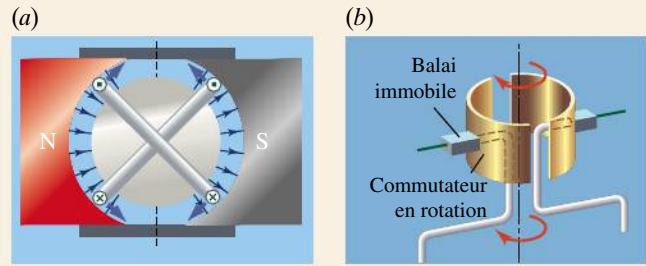 (a)
N
S
(b)
Balai
immobile
Commutateur
en rotation